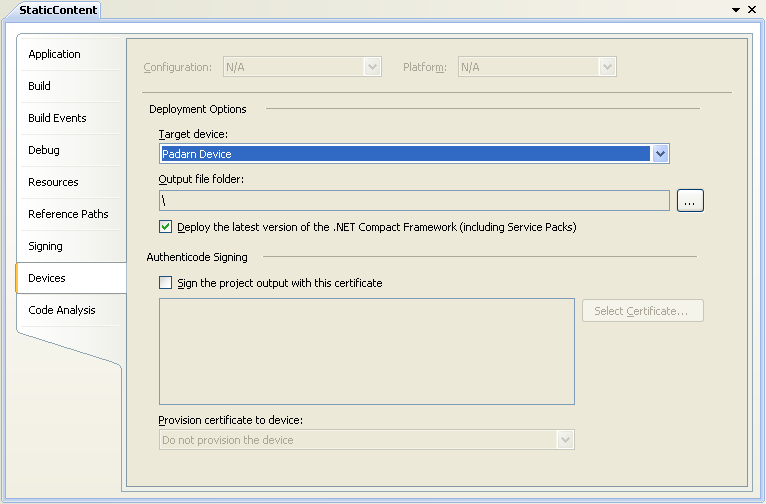 StaticContent
Application
Build
Build Events
Debug
Resources
Reference Paths
Signing
Devices
Code Analysis
Configuration: N/A Platform: N/A
Deployment Options
Target device:
Padarn Device
Output file folder:
\
...
Deploy the latest version of the .NET Compact Framework (including Service Packs)
Authenticode Signing
Sign the project output with this certificate
Select Certificate...
Provision certificate to device:
Do not provision the device